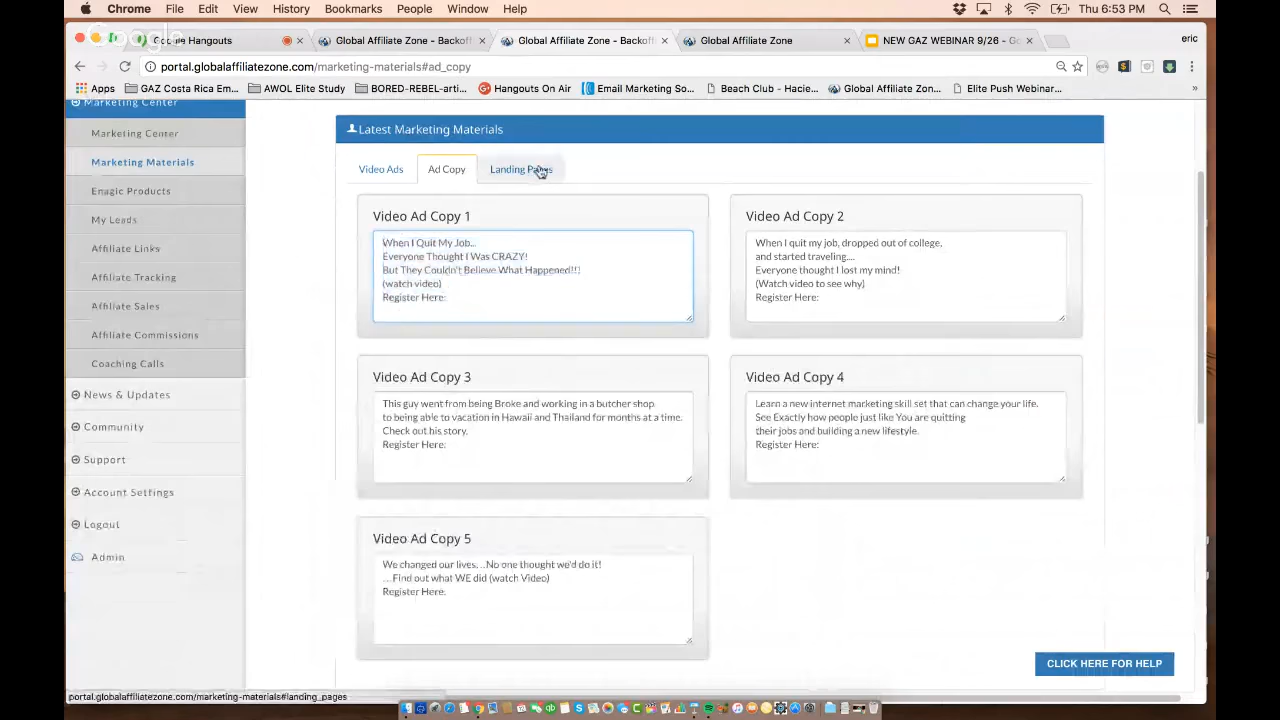 Chrome File Edit View History Bookmarks People Window Help Thu 6:53 PM
Google
Google Hangouts Global Affiliate Zone - Backoff Global Affiliate Zone - Backoff Global Affiliate Zone NEW GAZ WEBINAR 9/26 - Go eric
portal.globalaffiliatezone.com/marketing-materials#ad_copy
Apps GAZ Costa Rica Em... AWOL Elite Study BORED-REBEL-arti... Hangouts On Air Email Marketing So... Beach Club - Hacie... Global Affiliate Zon... Elite Push Webinar... »
Marketing Center
Marketing Center
Marketing Materials
Enagic Products
My Leads
Affiliate Links
Affiliate Tracking
Affiliate Sales
Affiliate Commissions
Coaching Calls
News & Updates
Community
Support
Account Settings
Logout
Admin
Latest Marketing Materials
Video Ads Ad Copy Landing Pages
Video Ad Copy 1
When I Quit My Job...
Everyone Thought I Was CRAZY!
But They Couldn't Believe What Happened!!!
(watch video)
Register Here:
Video Ad Copy 2
When I quit my job, dropped out of college,
and started traveling....
Everyone thought I lost my mind!
(Watch video to see why)
Register Here:
Video Ad Copy 3
This guy went from being Broke and working in a butcher shop
to being able to vacation in Hawaii and Thailand for months at a time.
Check out his story.
Register Here:
Video Ad Copy 4
Learn a new internet marketing skill set that can change your life.
See Exactly how people just like You are quitting
their jobs and building a new lifestyle.
Register Here:
Video Ad Copy 5
We changed our lives...No one thought we'd do it!
...Find out what WE did (watch Video)
Register Here:
CLICK HERE FOR HELP
portal.globalaffiliatezone.com/marketing-materials#landing_pages